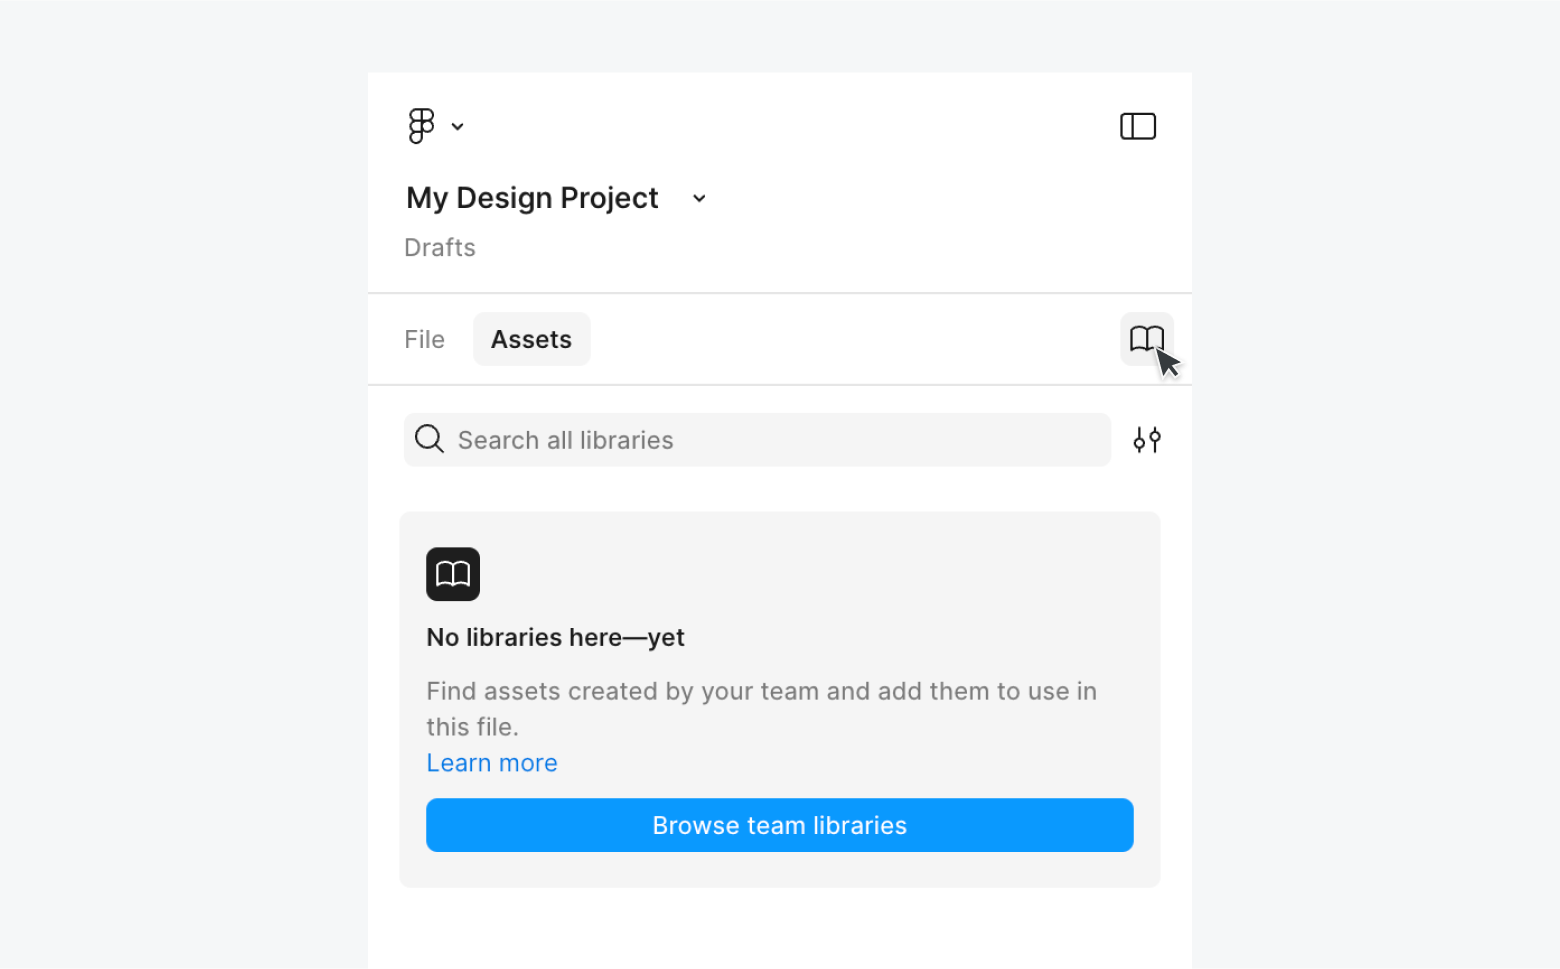 My Design Project
Drafts
File
Assets
Search all libraries
No libraries here—yet
Find assets created by your team and add them to use in
this file.
Learn more
Browse team libraries